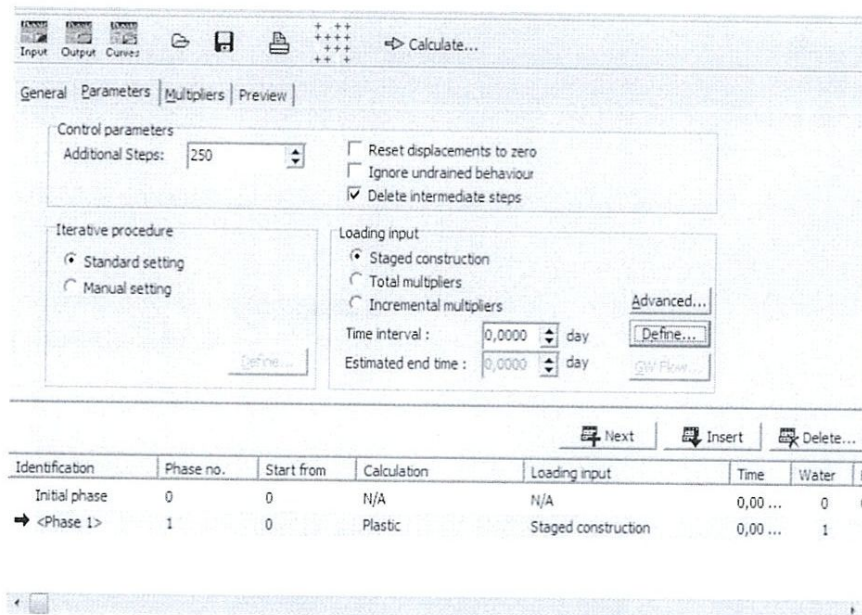 Input Output Curves Calculate...
General Parameters Multipliers Preview
Control parameters
Additional Steps: 250
Reset displacements to zero
Ignore undrained behaviour
Delete intermediate steps
Iterative procedure
Standard setting
Manual setting
Define...
Loading input
Staged construction
Total multipliers
Incremental multipliers
Advanced...
Time interval : 0,0000 day Define...
Estimated end time : 0,0000 day GW Flow...
Next Insert Delete...
Identification Phase no. Start from Calculation Loading input Time Water
Initial phase 0 0 N/A N/A 0,00 ... 0
<Phase 1> 1 0 Plastic Staged construction 0,00 ... 1